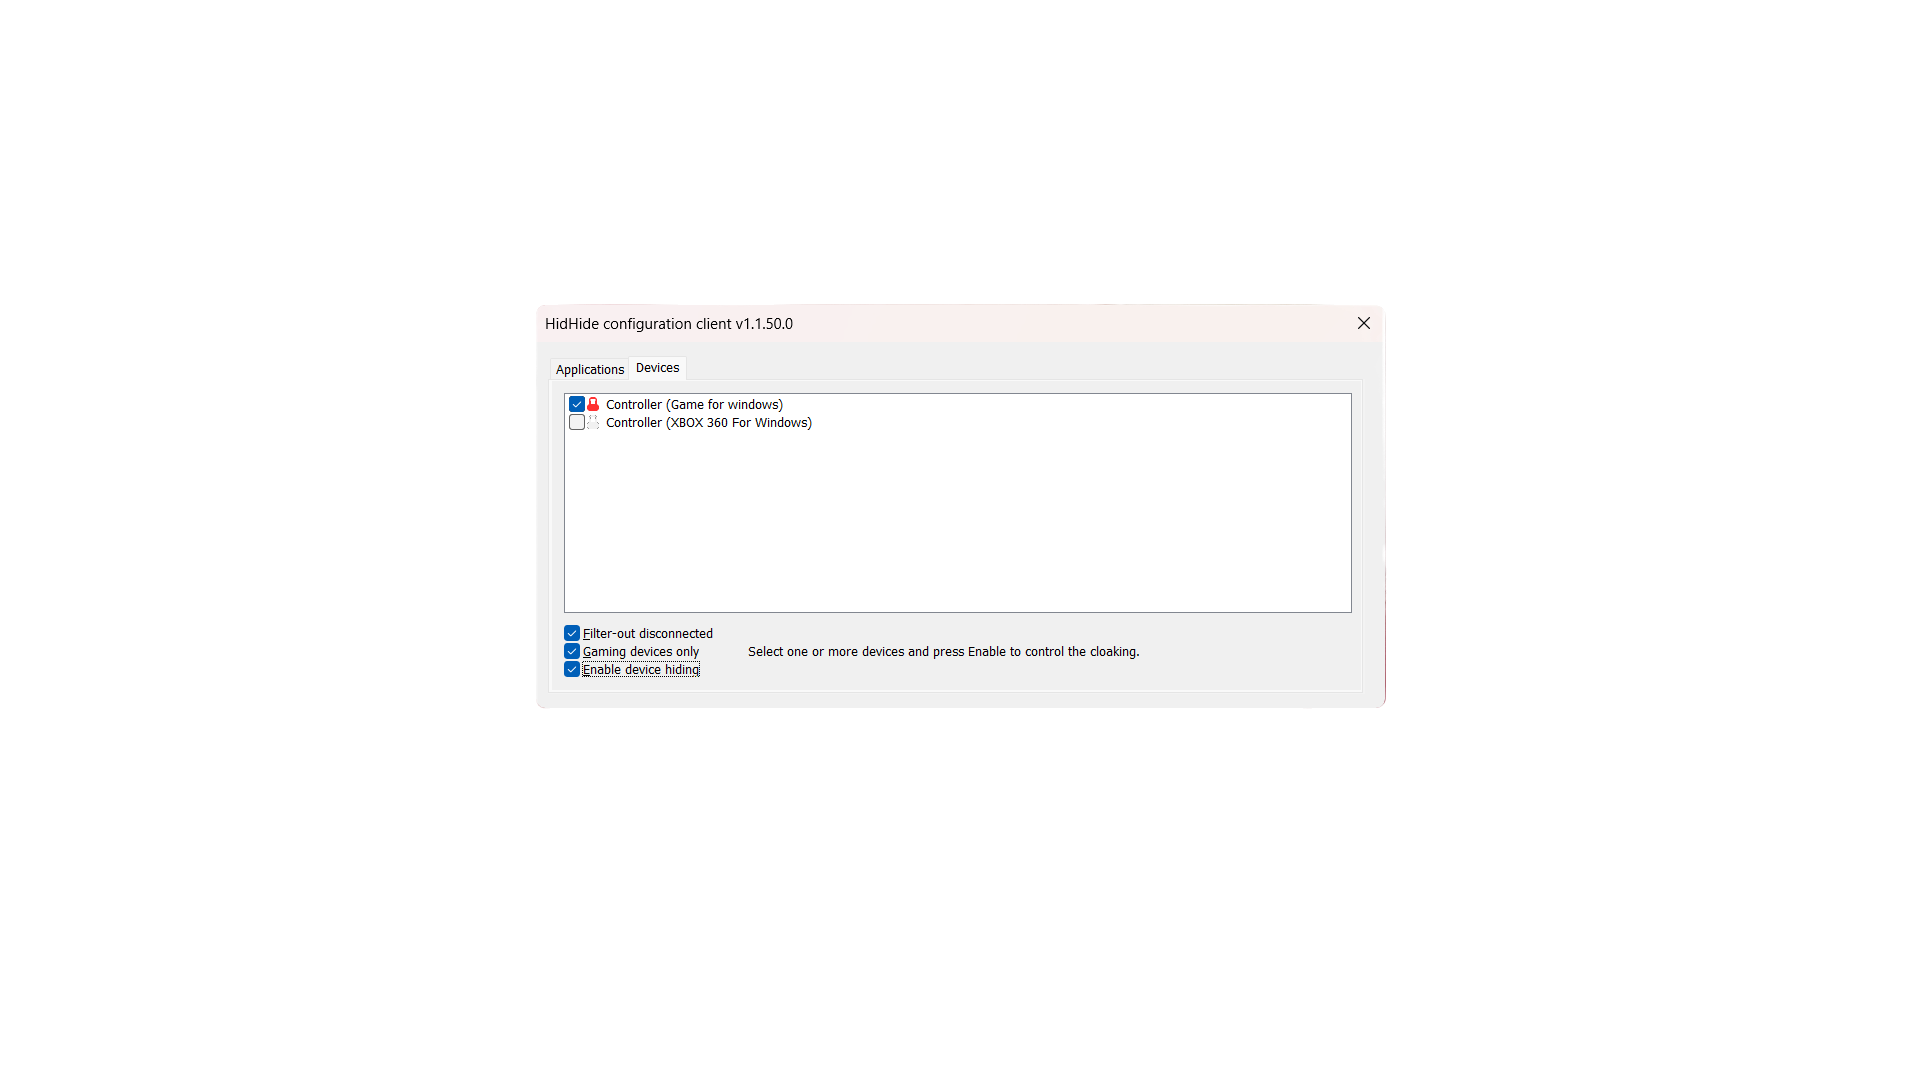 HidHide configuration client v1.1.50.0
Applications
Devices
Controller (Game for windows)
Controller (XBOX 360 For Windows)
Filter-out disconnected
Gaming devices only
Select one or more devices and press Enable to control the cloaking.
Enable device hiding